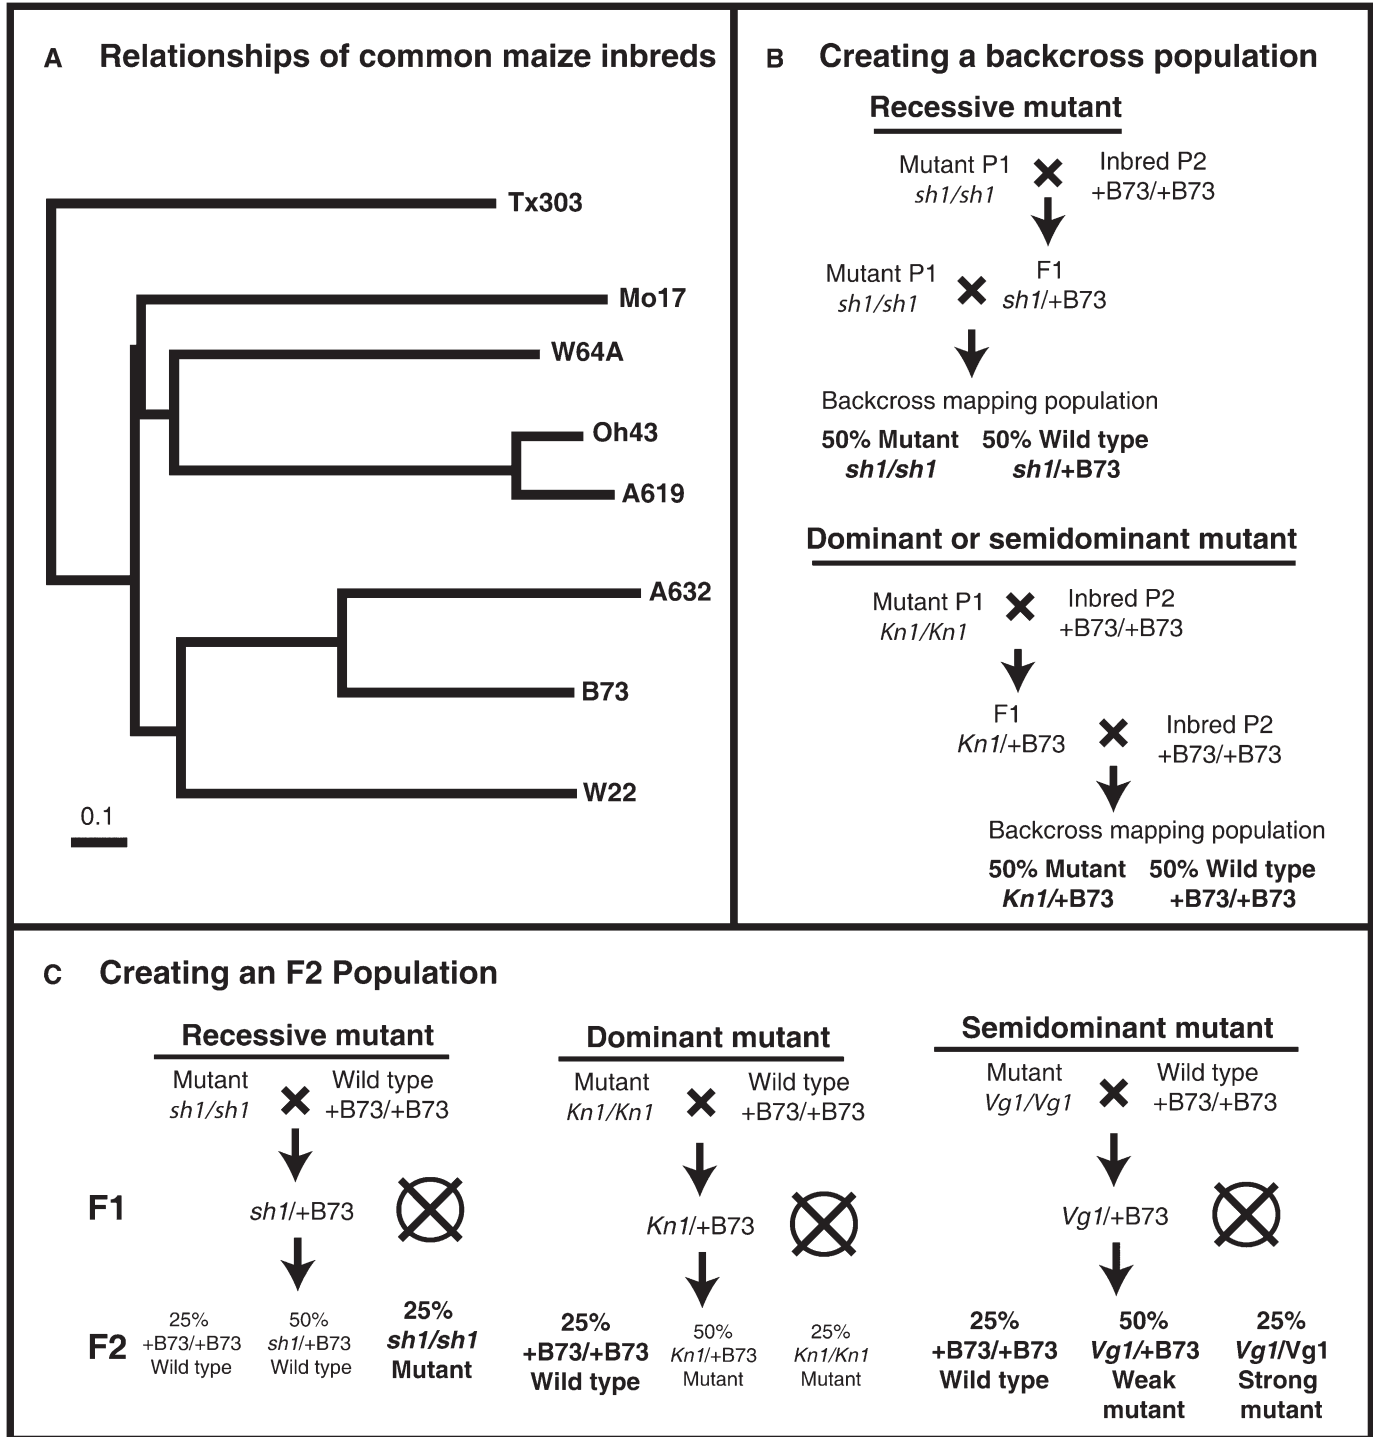 A Relationships of common maize inbreds
Tx303
Mo17
W64A
Oh43
A619
A632
B73
W22
0.1
B Creating a backcross population
Recessive mutant
Mutant P1 Inbred P2
sh1/sh1 +B73/+B73
Mutant P1 F1
sh1/sh1 sh1/+B73
Backcross mapping population
50% Mutant 50% Wild type
sh1/sh1 sh1/+B73
Dominant or semidominant mutant
Mutant P1 Inbred P2
Kn1/Kn1 +B73/+B73
F1 Inbred P2
Kn1/+B73 +B73/+B73
Backcross mapping population
50% Mutant 50% Wild type
Kn1/+B73 +B73/+B73
C Creating an F2 Population
Recessive mutant
Mutant Wild type
sh1/sh1 +B73/+B73
F1 sh1/+B73
F2
25%
+B73/+B73
Wild type
50%
sh1/+B73
Wild type
25%
sh1/sh1
Mutant
Dominant mutant
Mutant Wild type
Kn1/Kn1 +B73/+B73
Kn1/+B73
25%
+B73/+B73
Wild type
50%
Kn1/+B73
Mutant
25%
Kn1/Kn1
Mutant
Semidominant mutant
Mutant Wild type
Vg1/Vg1 +B73/+B73
Vg1/+B73
25%
+B73/+B73
Wild type
50%
Vg1/+B73
Weak
mutant
25%
Vg1/Vg1
Strong
mutant